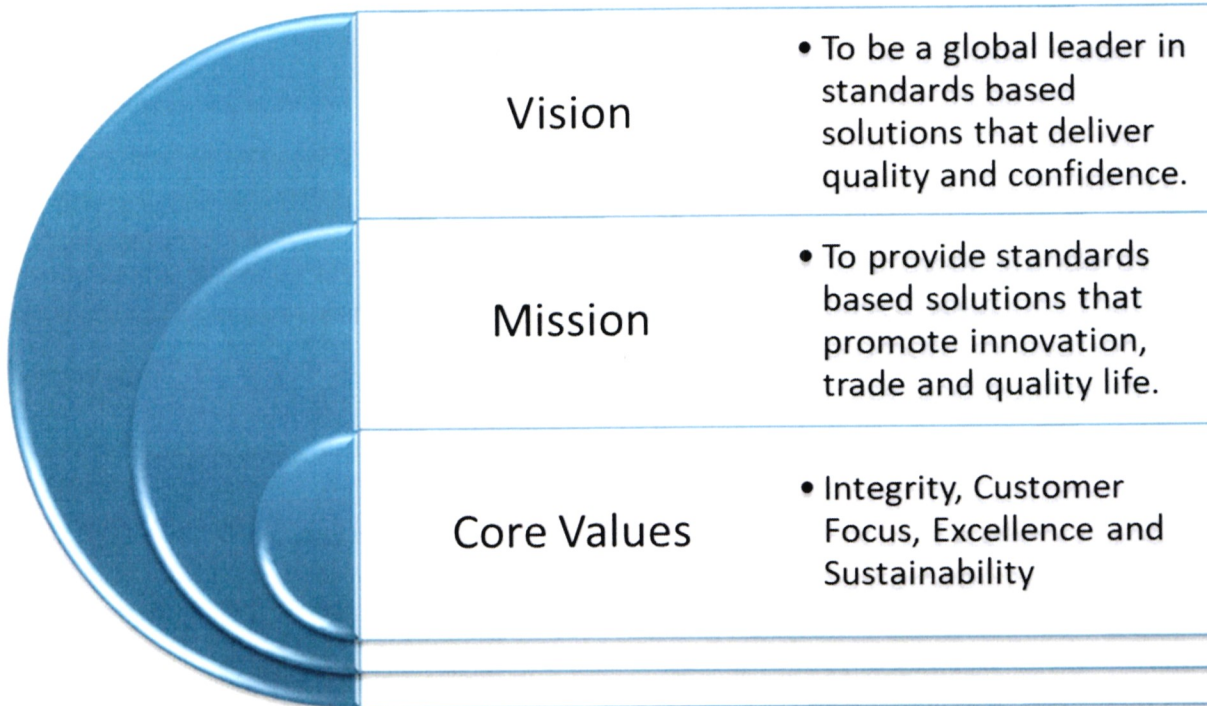 Vision
• To be a global leader in
standards based
solutions that deliver
quality and confidence.
Mission
• To provide standards
based solutions that
promote innovation,
trade and quality life.
Core Values
• Integrity, Customer
Focus, Excellence and
Sustainability